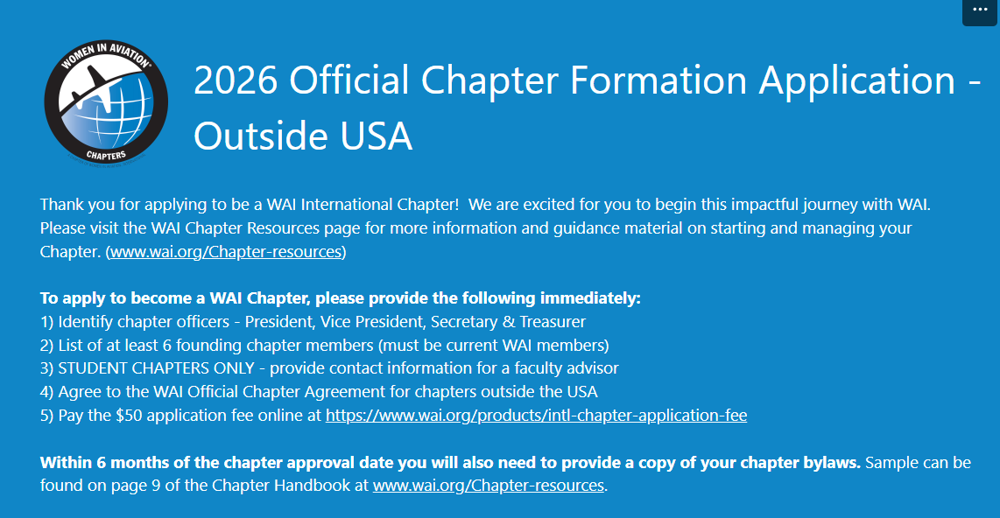 WOMEN IN AVIATION
CHAPTERS
2026 Official Chapter Formation Application -
Outside USA
Thank you for applying to be a WAI International Chapter!  We are excited for you to begin this impactful journey with WAI.
Please visit the WAI Chapter Resources page for more information and guidance material on starting and managing your
Chapter. (www.wai.org/Chapter-resources)
To apply to become a WAI Chapter, please provide the following immediately:
1) Identify chapter officers - President, Vice President, Secretary & Treasurer
2) List of at least 6 founding chapter members (must be current WAI members)
3) STUDENT CHAPTERS ONLY - provide contact information for a faculty advisor
4) Agree to the WAI Official Chapter Agreement for chapters outside the USA
5) Pay the $50 application fee online at https://www.wai.org/products/intl-chapter-application-fee
Within 6 months of the chapter approval date you will also need to provide a copy of your chapter bylaws. Sample can be
found on page 9 of the Chapter Handbook at www.wai.org/Chapter-resources.